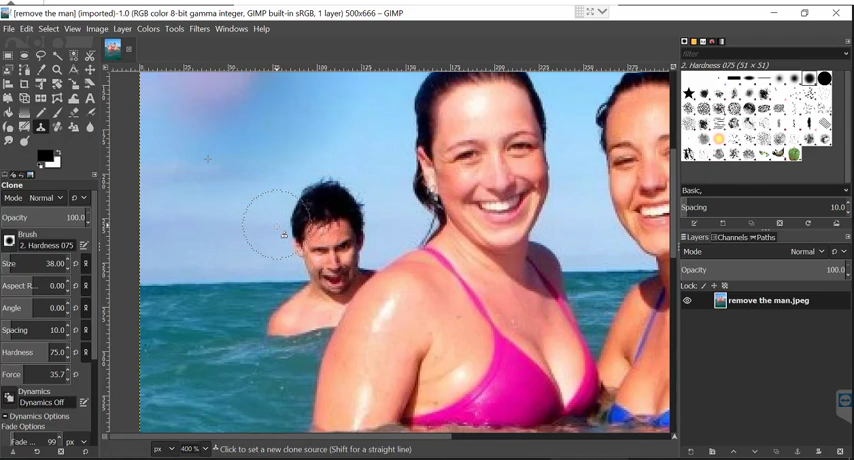 [remove the man] (imported)-1.0 (RGB color 8-bit gamma integer, GIMP built-in sRGB, 1 layer) 500x666 – GIMP
File Edit Select View Image Layer Colors Tools Filters Windows Help
filter
2. Hardness 075 (51 × 51)
Clone
Mode Normal
Opacity 100.0
Brush
2. Hardness 075
Size 38.00
Aspect R... 0.00
Angle 0.00
Spacing 10.0
Hardness 75.0
Force 35.7
Dynamics
Dynamics Off
Dynamics Options
Fade Options
Fade ... 99 px
Basic,
Spacing 10.0
Layers Channels Paths
Mode Normal
Opacity 100.0
Lock:
remove the man.jpeg
px 400 % Click to set a new clone source (Shift for a straight line)